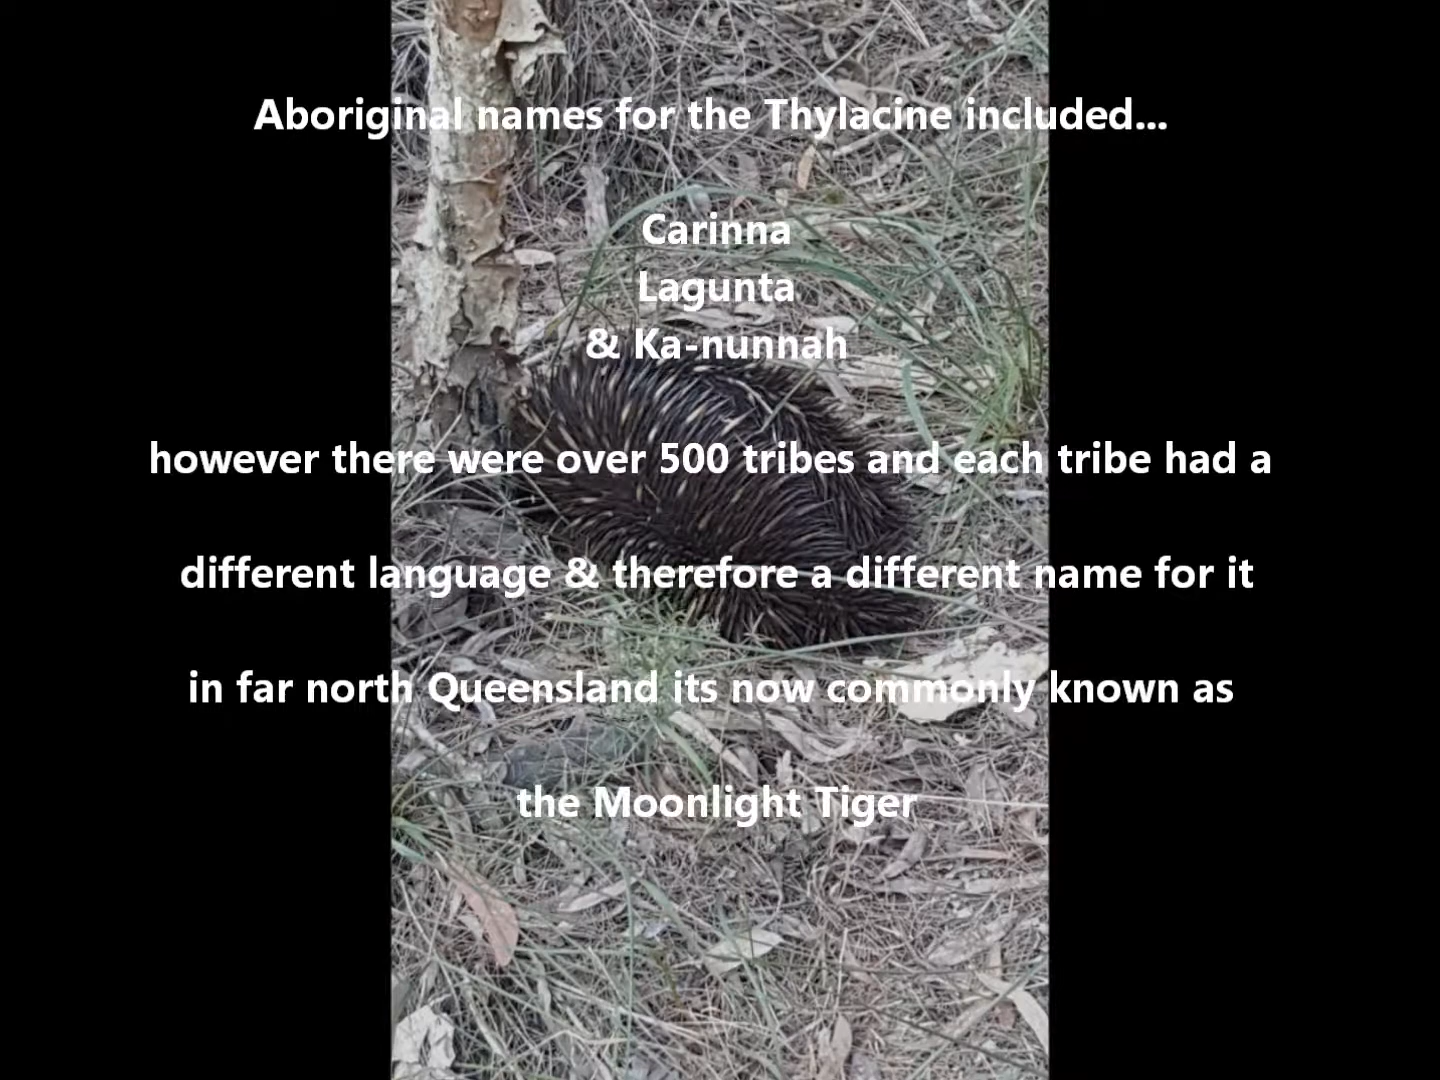 Aboriginal names for the Thylacine included...
Carinna
Lagunta
& Ka-nunnah
however there were over 500 tribes and each tribe had a
different language & therefore a different name for it
in far north Queensland its now commonly known as
the Moonlight Tiger